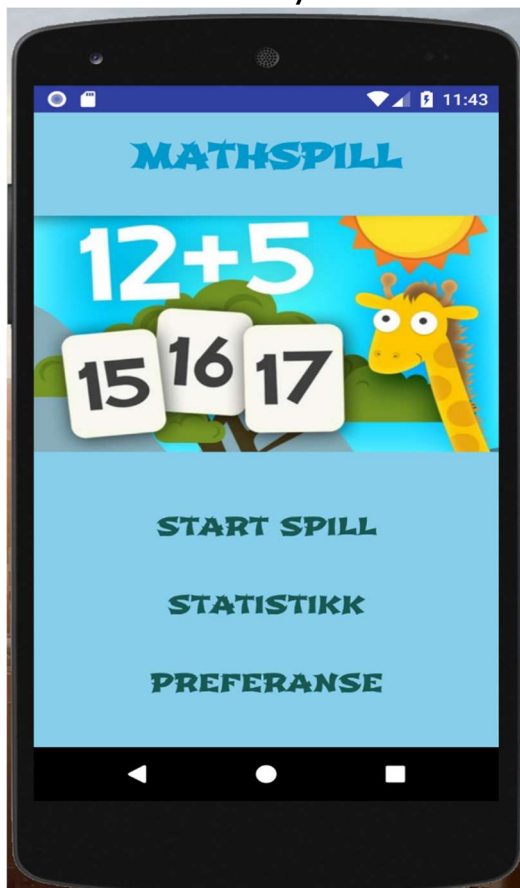 11:43
MATHSPILL
12+5
15 16 17
START SPILL
STATISTIKK
PREFERANSE